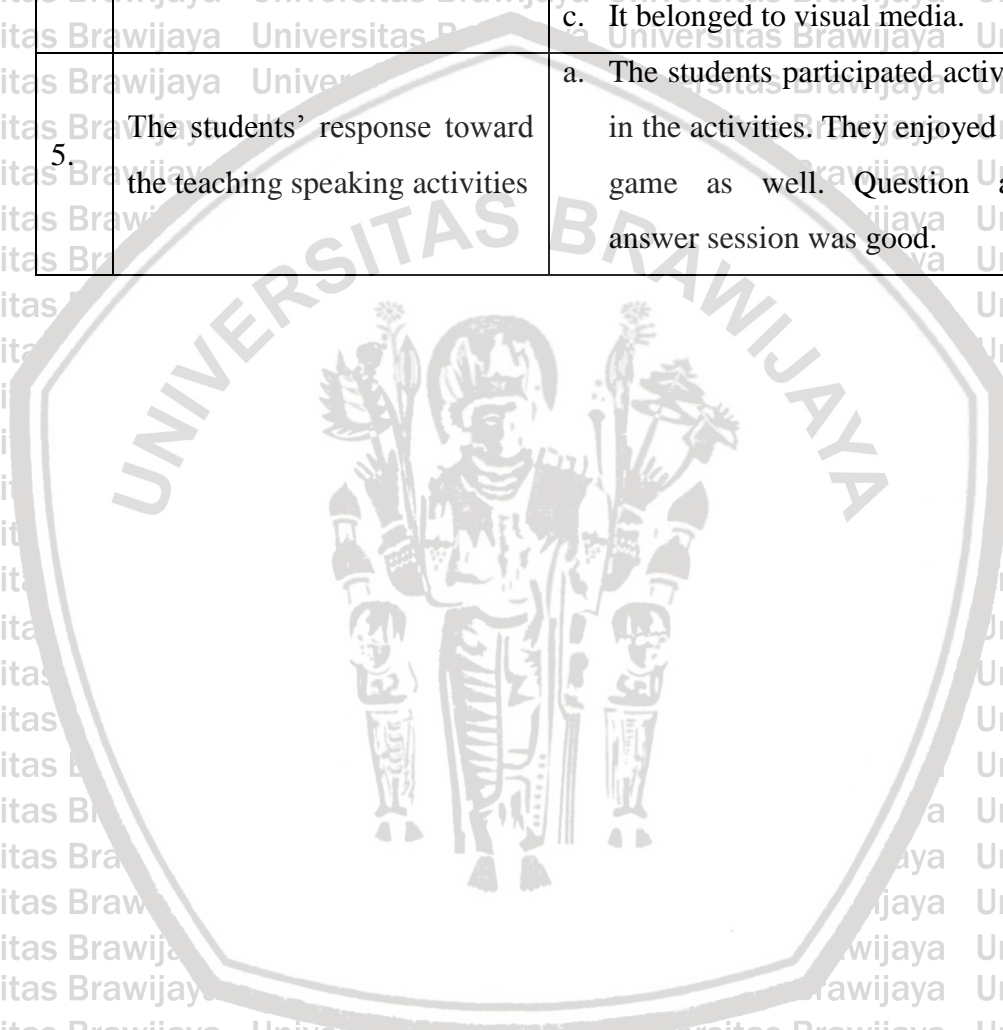 c. It belonged to visual media.
5.
The students’ response toward
the teaching speaking activities
a. The students participated
in the activities. They enjoyed
game as well. Question
answer session was good.
UNIVERSITAS BRAWIJAYA